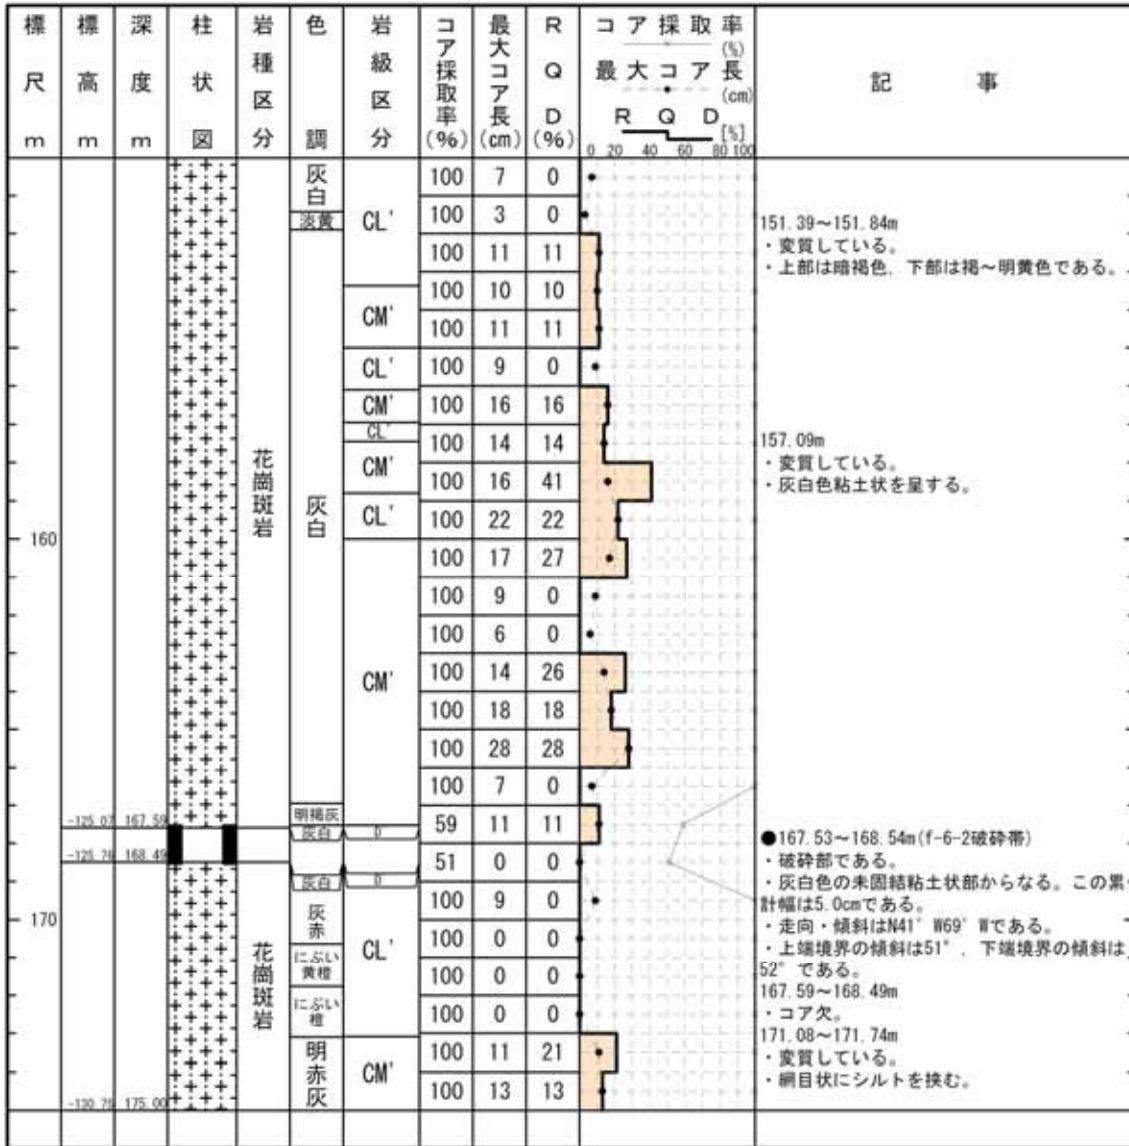 標尺m
標高m
深度m
柱状図
岩種区分
色調
岩級区分
コア採取率(%)
最大コア長(cm)
RQD(%)
コア採取率(%)
最大コア長(cm)
RQD[%]
0 20 40 60 80 100
記事
灰白
淡黄
灰白
明褐灰
灰白
灰白
灰赤
にぶい黄橙
にぶい橙
明赤灰
花崗斑岩
花崗斑岩
CL'
CM'
CL'
CM'
CL'
CM'
CL'
CM'
D
D
CL'
CM'
160
170
-125.07 167.59
-125.76 168.49
-130.75 175.00
100 7 0
100 3 0
100 11 11
100 10 10
100 11 11
100 9 0
100 16 16
100 14 14
100 16 41
100 22 22
100 17 27
100 9 0
100 6 0
100 14 26
100 18 18
100 28 28
100 7 0
59 11 11
51 0 0
100 9 0
100 0 0
100 0 0
100 0 0
100 11 21
100 13 13
151.39～151.84m
・変質している。
・上部は暗褐色，下部は褐～明黄色である。
157.09m
・変質している。
・灰白色粘土状を呈する。
●167.53～168.54m(f-6-2破砕帯)
・破砕部である。
・灰白色の未固結粘土状部からなる。この累
計幅は5.0cmである。
・走向・傾斜はN41°W69°Wである。
・上端境界の傾斜は51°，下端境界の傾斜は
52°である。
167.59～168.49m
・コア欠。
171.08～171.74m
・変質している。
・網目状にシルトを挟む。